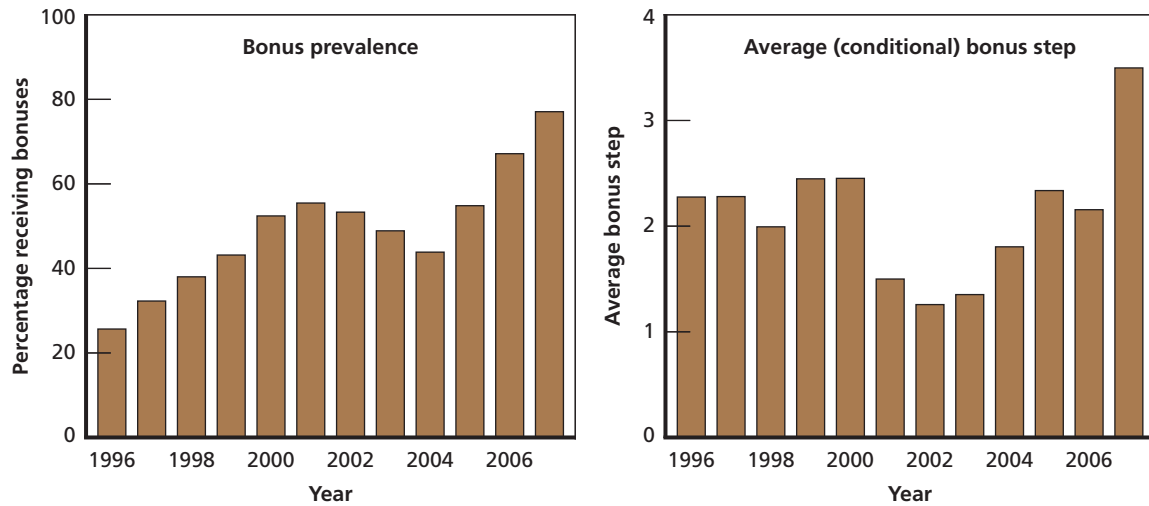 Bonus prevalence
Percentage receiving bonuses
100
80
60
40
20
0
1996 1998 2000 2002 2004 2006
Year
Average (conditional) bonus step
Average bonus step
4
3
2
1
0
1996 1998 2000 2002 2004 2006
Year